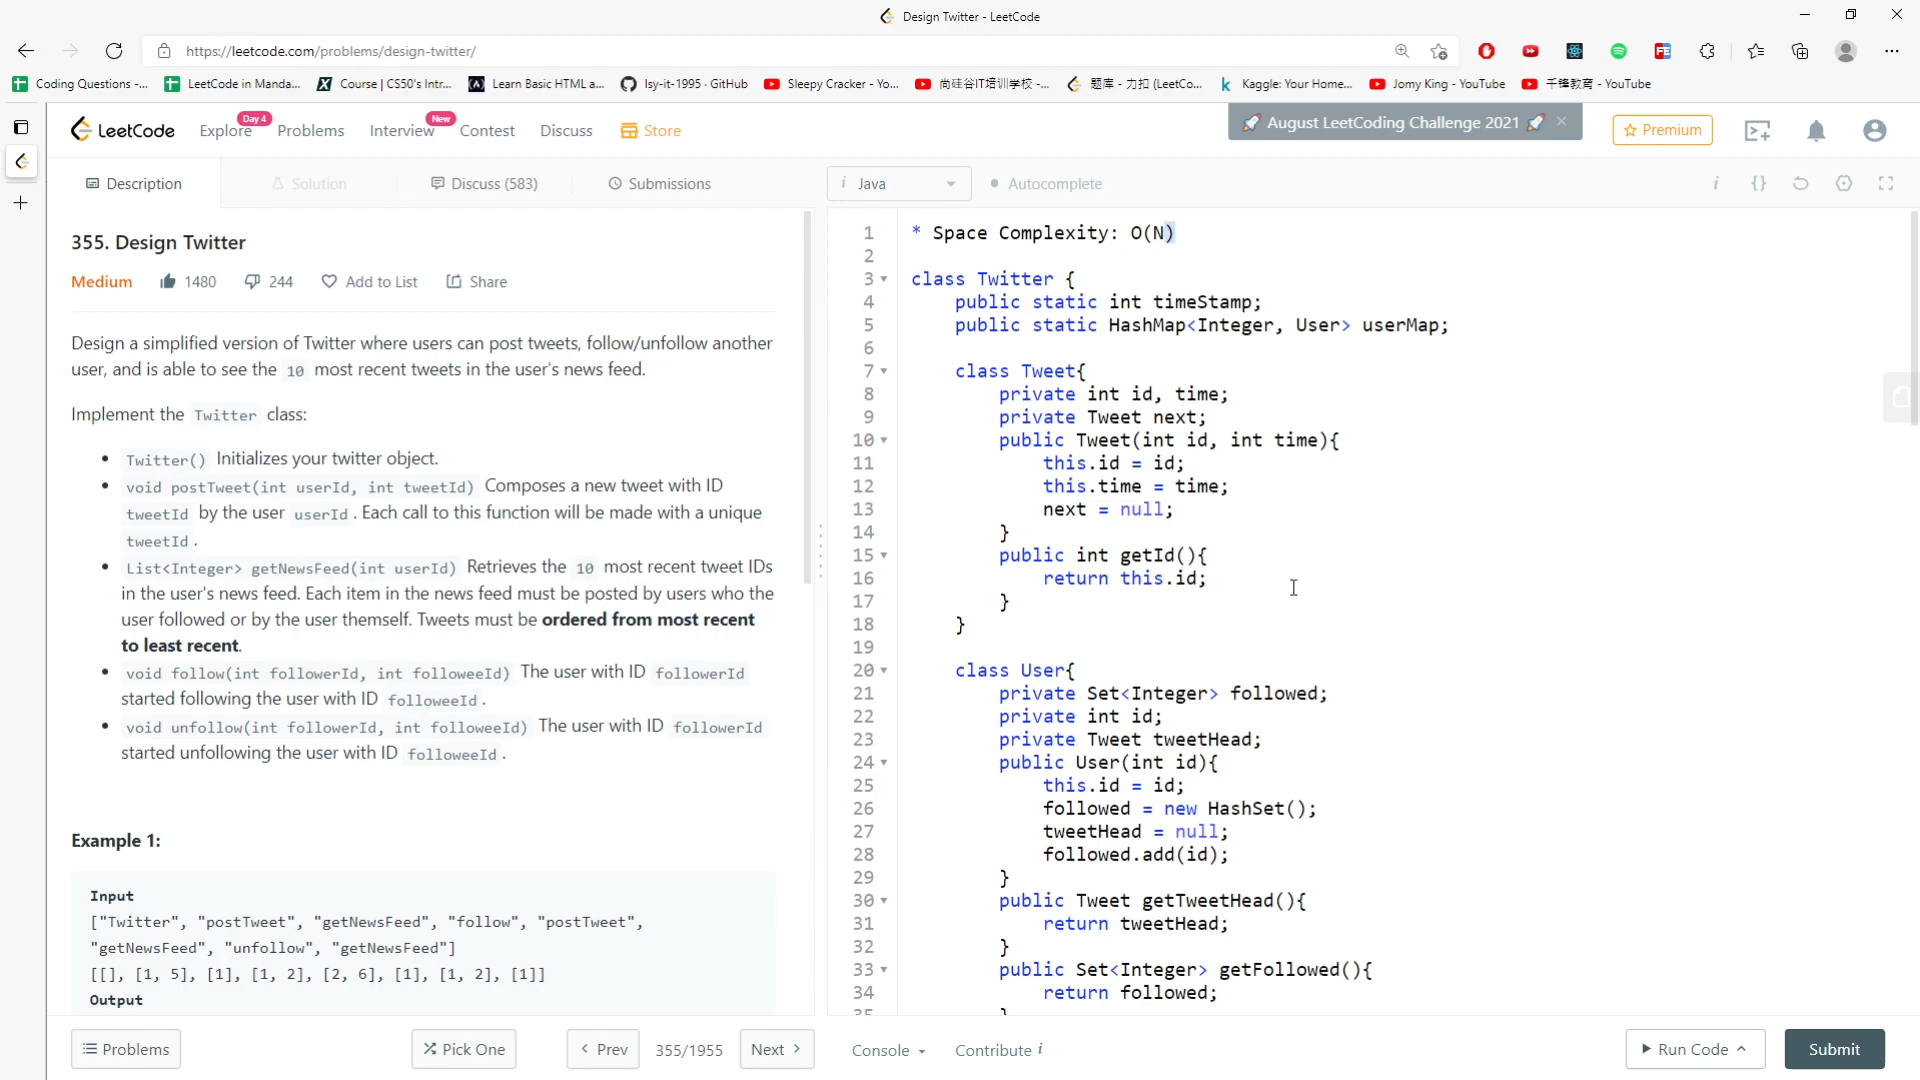 Design Twitter - LeetCode
https://leetcode.com/problems/design-twitter/
Coding Questions -...
LeetCode in Manda...
Course | CS50's Intr...
Learn Basic HTML a...
lsy-it-1995 · GitHub
Sleepy Cracker - Yo...
尚硅谷IT培训学校 -...
题库 - 力扣 (LeetCo...
Kaggle: Your Home...
Jomy King - YouTube
千锋教育 - YouTube
LeetCode
Explore
Day 4
Problems
Interview
New
Contest
Discuss
Store
August LeetCoding Challenge 2021
Premium
Description
Solution
Discuss (583)
Submissions
i Java
Autocomplete
355. Design Twitter
Medium
1480
244
Add to List
Share
Design a simplified version of Twitter where users can post tweets, follow/unfollow another
user, and is able to see the 10 most recent tweets in the user's news feed.
Implement the Twitter class:
• Twitter() Initializes your twitter object.
• void postTweet(int userId, int tweetId) Composes a new tweet with ID
tweetId by the user userId . Each call to this function will be made with a unique
tweetId .
• List<Integer> getNewsFeed(int userId) Retrieves the 10 most recent tweet IDs
in the user's news feed. Each item in the news feed must be posted by users who the
user followed or by the user themself. Tweets must be ordered from most recent
to least recent.
• void follow(int followerId, int followeeId) The user with ID followerId
started following the user with ID followeeId .
• void unfollow(int followerId, int followeeId) The user with ID followerId
started unfollowing the user with ID followeeId .
Example 1:
Input
["Twitter", "postTweet", "getNewsFeed", "follow", "postTweet",
"getNewsFeed", "unfollow", "getNewsFeed"]
[[], [1, 5], [1], [1, 2], [2, 6], [1], [1, 2], [1]]
Output
1 * Space Complexity: O(N)
2
3 class Twitter {
4 public static int timeStamp;
5 public static HashMap<Integer, User> userMap;
6
7 class Tweet{
8 private int id, time;
9 private Tweet next;
10 public Tweet(int id, int time){
11 this.id = id;
12 this.time = time;
13 next = null;
14 }
15 public int getId(){
16 return this.id;
17 }
18 }
19
20 class User{
21 private Set<Integer> followed;
22 private int id;
23 private Tweet tweetHead;
24 public User(int id){
25 this.id = id;
26 followed = new HashSet();
27 tweetHead = null;
28 followed.add(id);
29 }
30 public Tweet getTweetHead(){
31 return tweetHead;
32 }
33 public Set<Integer> getFollowed(){
34 return followed;
35 }
Problems
Pick One
Prev
355/1955
Next
Console
Contribute i
Run Code
Submit